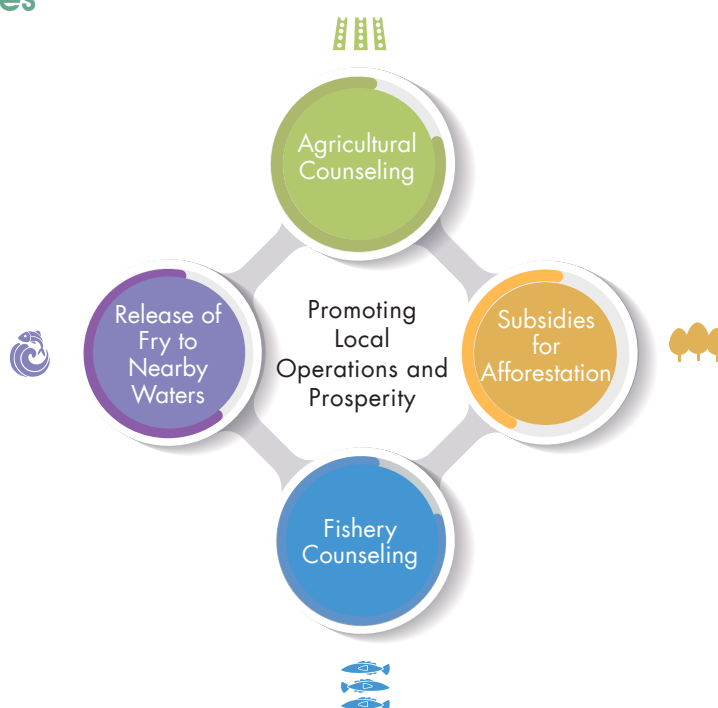 Agricultural
Counseling
Release of
Fry to
Nearby
Waters
Promoting
Local
Operations and
Prosperity
Subsidies
for
Afforestation
Fishery
Counseling